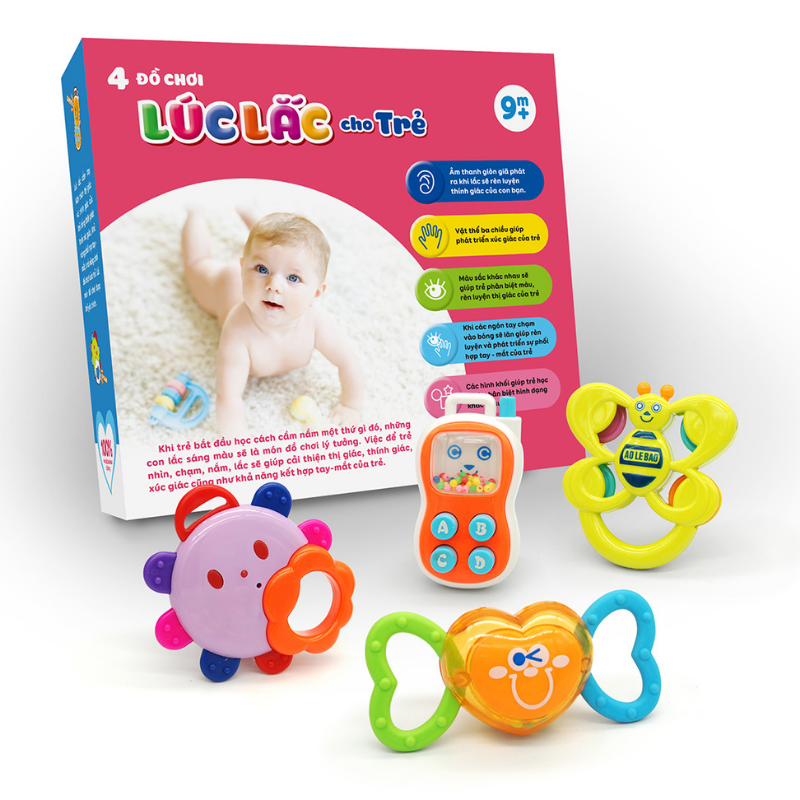 4 ĐỒ CHƠI
LÚC LẮC cho Trẻ
9m+
Âm thanh giòn giã phát
ra khi lắc sẽ rèn luyện
thính giác của con bạn.
Vật thể ba chiều giúp
phát triển xúc giác của trẻ
Màu sắc khác nhau sẽ
giúp trẻ phân biệt màu,
rèn luyện thị giác của trẻ
Khi các ngón tay chạm
vào bóng sẽ lăn giúp rèn
luyện và phát triển sự phối
hợp tay - mắt của trẻ
Các hình khối giúp trẻ học
phân biệt hình dạng
Khi trẻ bắt đầu học cách cầm nắm một thứ gì đó, những
con lắc sáng màu sẽ là món đồ chơi lý tưởng. Việc để trẻ
nhìn, chạm, nắm, lắc sẽ giúp cải thiện thị giác, thính giác,
xúc giác cũng như khả năng kết hợp tay-mắt của trẻ.
100%
A B
C D
AO LE BAO